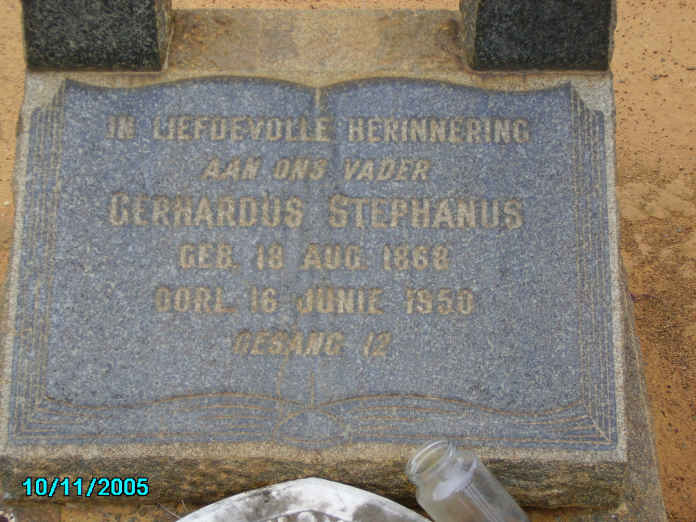 IN LIEFDEVOLLE HERINNERING
AAN ONS VADER
GERHARDUS STEPHANUS
GEB. 18 AUG. 1868
OORL. 16 JUNIE 1950
GESANG 12
10/11/2005